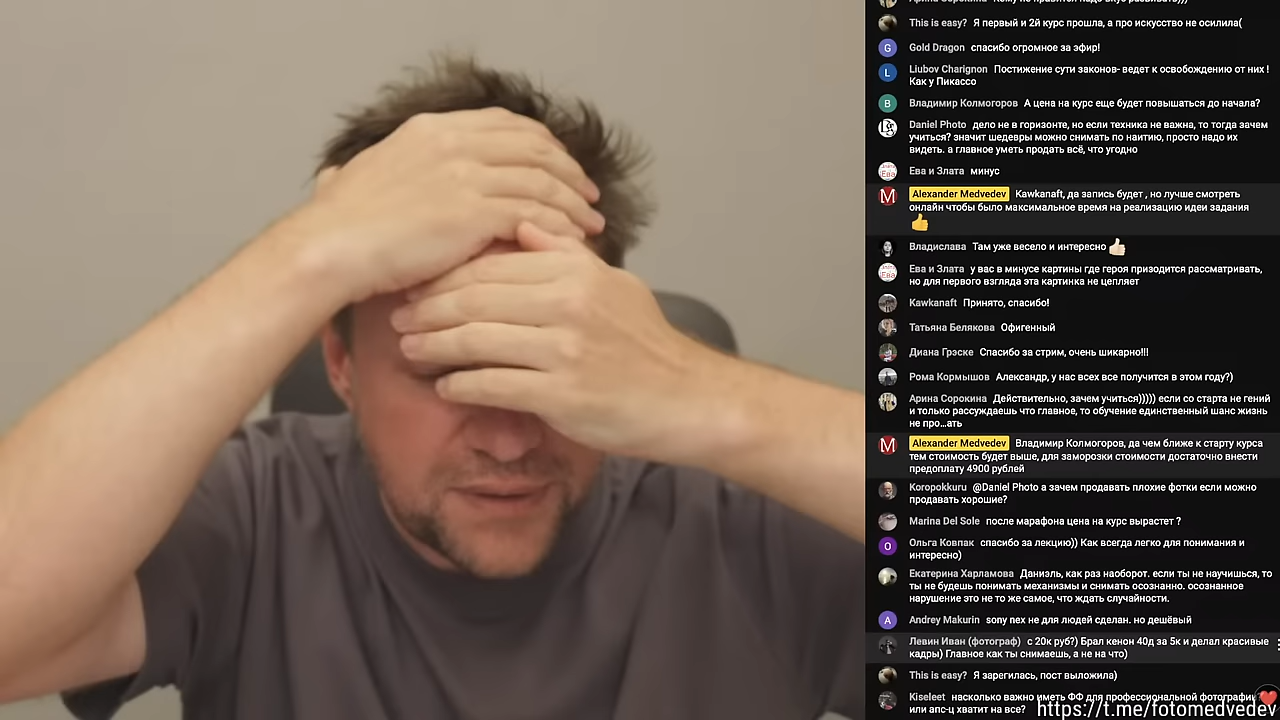 This is easy? Я первый и 2й курс прошла, а про искусство не осилила(
G Gold Dragon спасибо огромное за эфир!
L Liubov Charignon Постижение сути законов- ведет к освобождению от них !
Как у Пикассо
В Владимир Колмогоров А цена на курс еще будет повышаться до начала?
Daniel Photo дело не в горизонте, но если техника не важна, то тогда зачем
учиться? значит шедевры можно снимать по наитию, просто надо их
видеть. а главное уметь продать всё, что угодно
Ева и Злата минус
M Alexander Medvedev Kawkanaft, да запись будет , но лучше смотреть
онлайн чтобы было максимальное время на реализацию идеи задания
Владислава Там уже весело и интересно
Ева и Злата у вас в минусе картины где героя призодится рассматривать,
но для первого взгляда эта картинка не цепляет
Kawkanaft Принято, спасибо!
Татьяна Белякова Офигенный
Диана Грэске Спасибо за стрим, очень шикарно!!!
Рома Кормышов Александр, у нас всех все получится в этом году?)
Арина Сорокина Действительно, зачем учиться))))) если со старта не гений
и только рассуждаешь что главное, то обучение единственный шанс жизнь
не про...ать
M Alexander Medvedev Владимир Колмогоров, да чем ближе к старту курса
тем стоимость будет выше, для заморозки стоимости достаточно внести
предоплату 4900 рублей
Koropokkuru @Daniel Photo а зачем продавать плохие фотки если можно
продавать хорошие?
Marina Del Sole после марафона цена на курс вырастет ?
О Ольга Ковпак спасибо за лекцию)) Как всегда легко для понимания и
интересно)
Екатерина Харламова Даниэль, как раз наоборот. если ты не научишься, то
ты не будешь понимать механизмы и снимать осознанно. осознанное
нарушение это не то же самое, что ждать случайности.
A Andrey Makurin sony nex не для людей сделан. но дешёвый
Левин Иван (фотограф) с 20к руб?) Брал кенон 40д за 5к и делал красивые
кадры) Главное как ты снимаешь, а не на что)
This is easy? Я зарегилась, пост выложила)
Kiseleet насколько важно иметь ФФ для профессиональной фотографии
или апс-ц хватит на все?
https://t.me/fotomedvedev